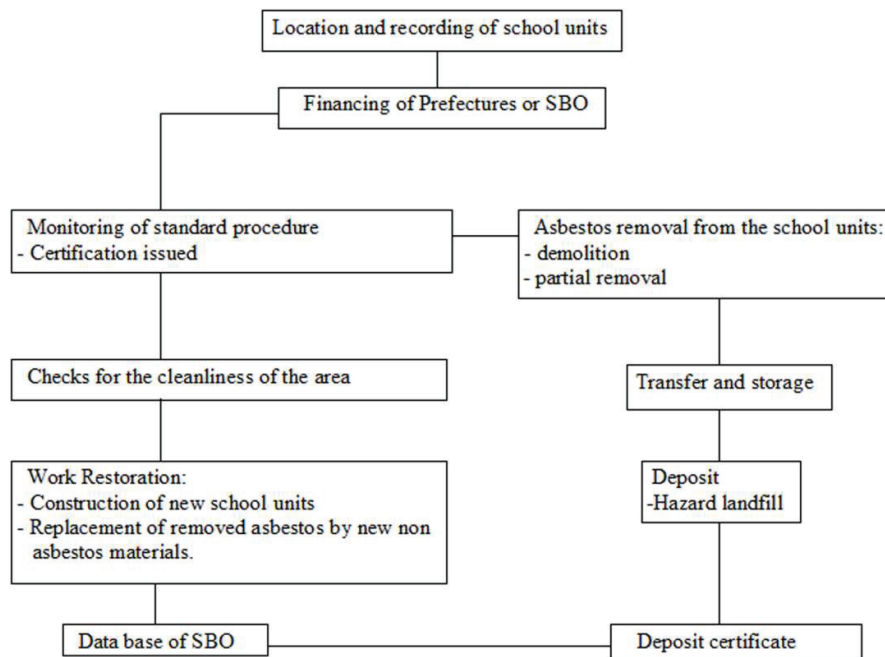 Location and recording of school units
Financing of Prefectures or SBO
Monitoring of standard procedure
- Certification issued
Asbestos removal from the school units:
- demolition
- partial removal
Checks for the cleanliness of the area
Transfer and storage
Work Restoration:
- Construction of new school units
- Replacement of removed asbestos by new non
asbestos materials.
Deposit
-Hazard landfill
Data base of SBO
Deposit certificate